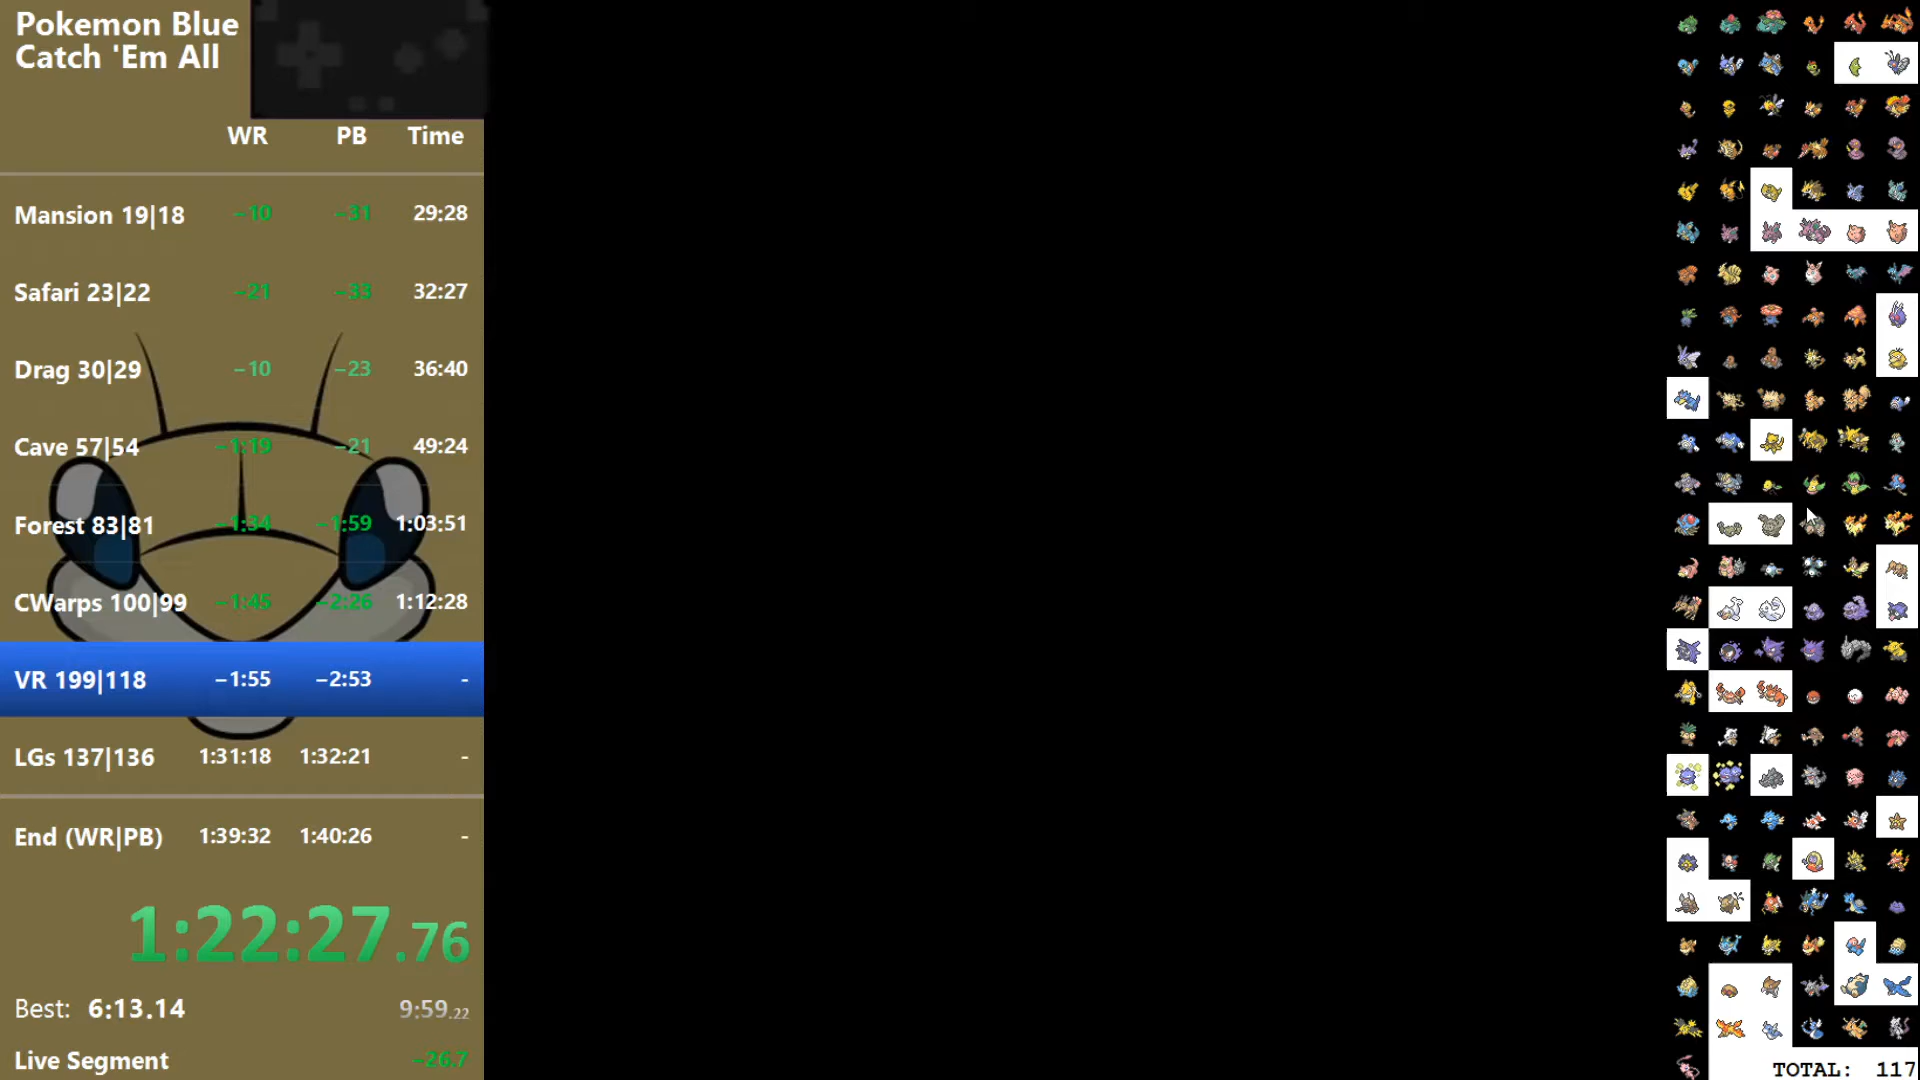 Pokemon Blue
Catch 'Em All
WR PB Time
Mansion 19|18 −10 −31 29:28
Safari 23|22 −21 −33 32:27
Drag 30|29 −10 −23 36:40
Cave 57|54 −1:19 −21 49:24
Forest 83|81 −1:34 −1:59 1:03:51
CWarps 100|99 −1:45 −2:26 1:12:28
VR 199|118 −1:55 −2:53 -
LGs 137|136 1:31:18 1:32:21 -
End (WR|PB) 1:39:32 1:40:26 -
1:22:27.76
Best: 6:13.14 9:59.22
Live Segment −26.7
TOTAL: 117